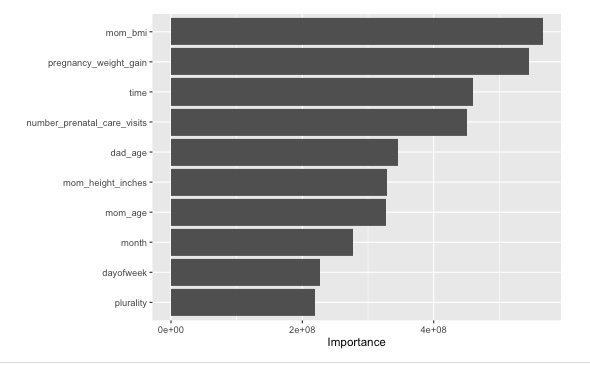 mom_bmi
pregnancy_weight_gain
time
number_prenatal_care_visits
dad_age
mom_height_inches
mom_age
month
dayofweek
plurality
0e+00 2e+08 4e+08
Importance